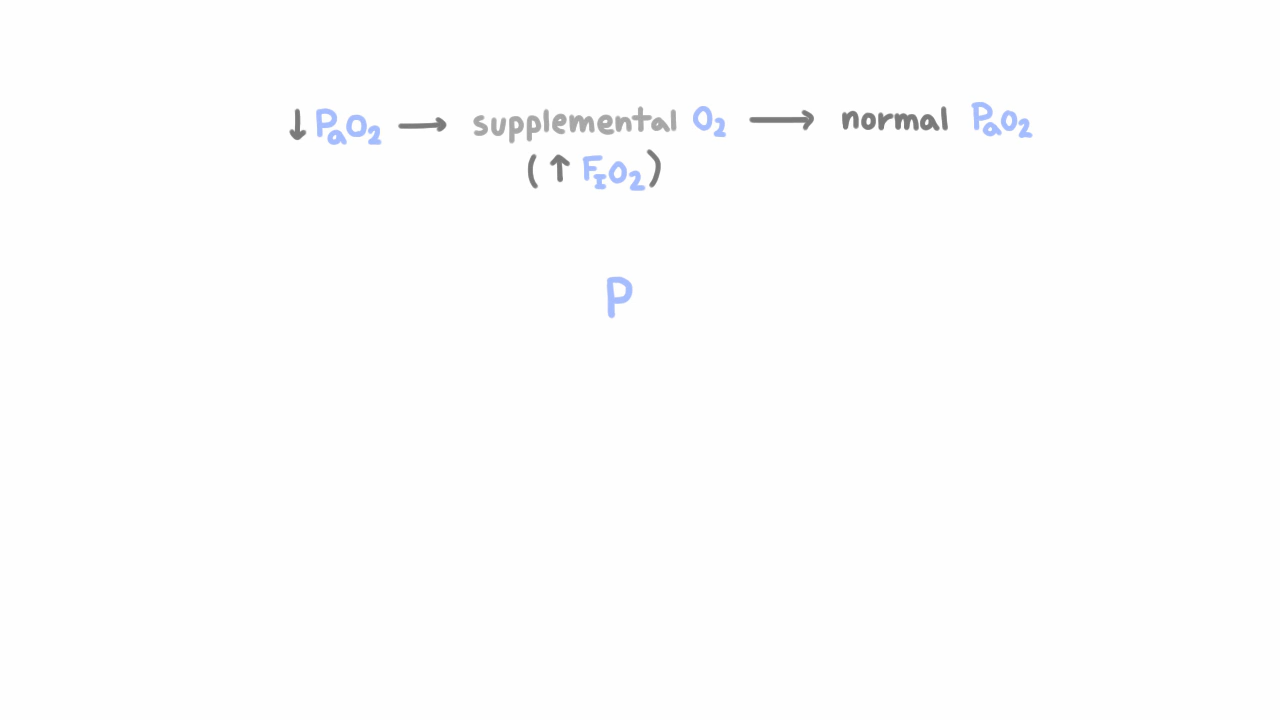 ↓ PaO2 → supplemental O2 → normal PaO2
(↑ FIO2)
P